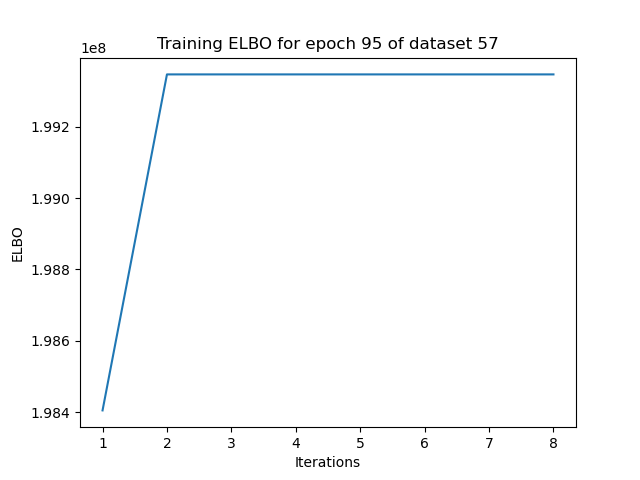 Training ELBO for epoch 95 of dataset 57
1e8
1.992
1.990
1.988
1.986
1.984
ELBO
1 2 3 4 5 6 7 8
Iterations